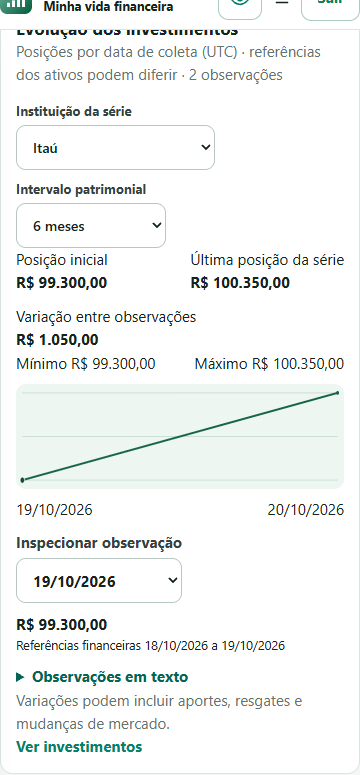 Minha vida financeira
Sair
Evolução dos investimentos
Posições por data de coleta (UTC) · referências
dos ativos podem diferir · 2 observações
Instituição da série
Itaú
Intervalo patrimonial
6 meses
Posição inicial
R$ 99.300,00
Última posição da série
R$ 100.350,00
Variação entre observações
R$ 1.050,00
Mínimo R$ 99.300,00
Máximo R$ 100.350,00
19/10/2026
20/10/2026
Inspecionar observação
19/10/2026
R$ 99.300,00
Referências financeiras 18/10/2026 a 19/10/2026
Observações em texto
Variações podem incluir aportes, resgates e
mudanças de mercado.
Ver investimentos